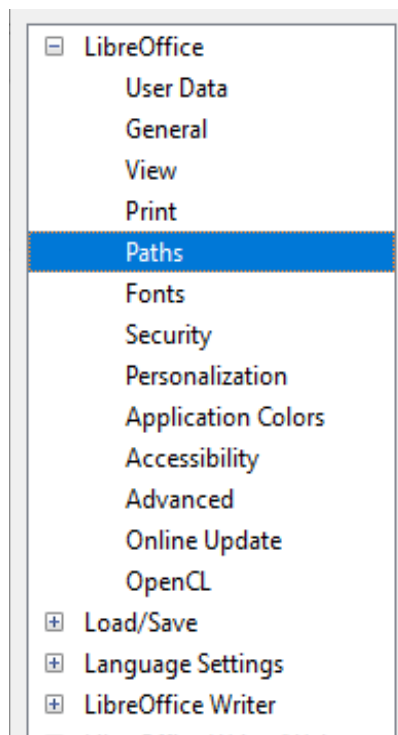 LibreOffice
User Data
General
View
Print
Paths
Fonts
Security
Personalization
Application Colors
Accessibility
Advanced
Online Update
OpenCL
Load/Save
Language Settings
LibreOffice Writer